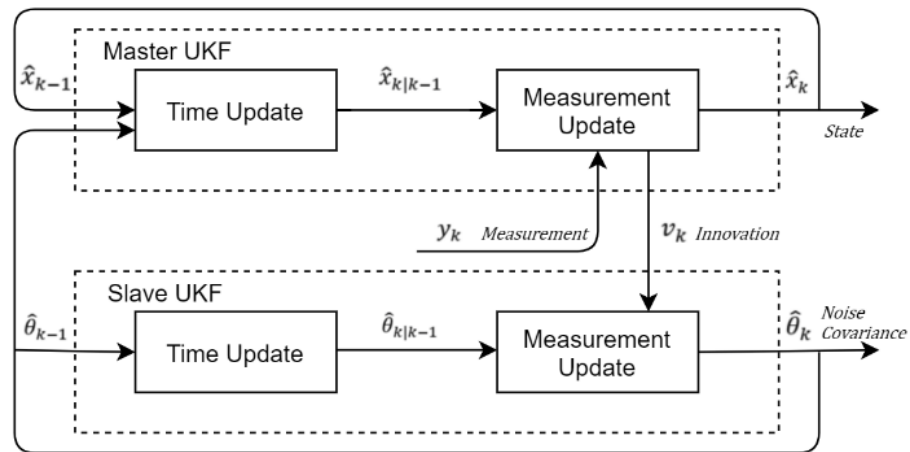 Master UKF
x̂ₖ₋₁
Time Update
x̂ₖ|ₖ₋₁
Measurement
Update
x̂ₖ
State
yₖ Measurement
vₖ Innovation
Slave UKF
θ̂ₖ₋₁
Time Update
θ̂ₖ|ₖ₋₁
Measurement
Update
θ̂ₖ Noise
Covariance